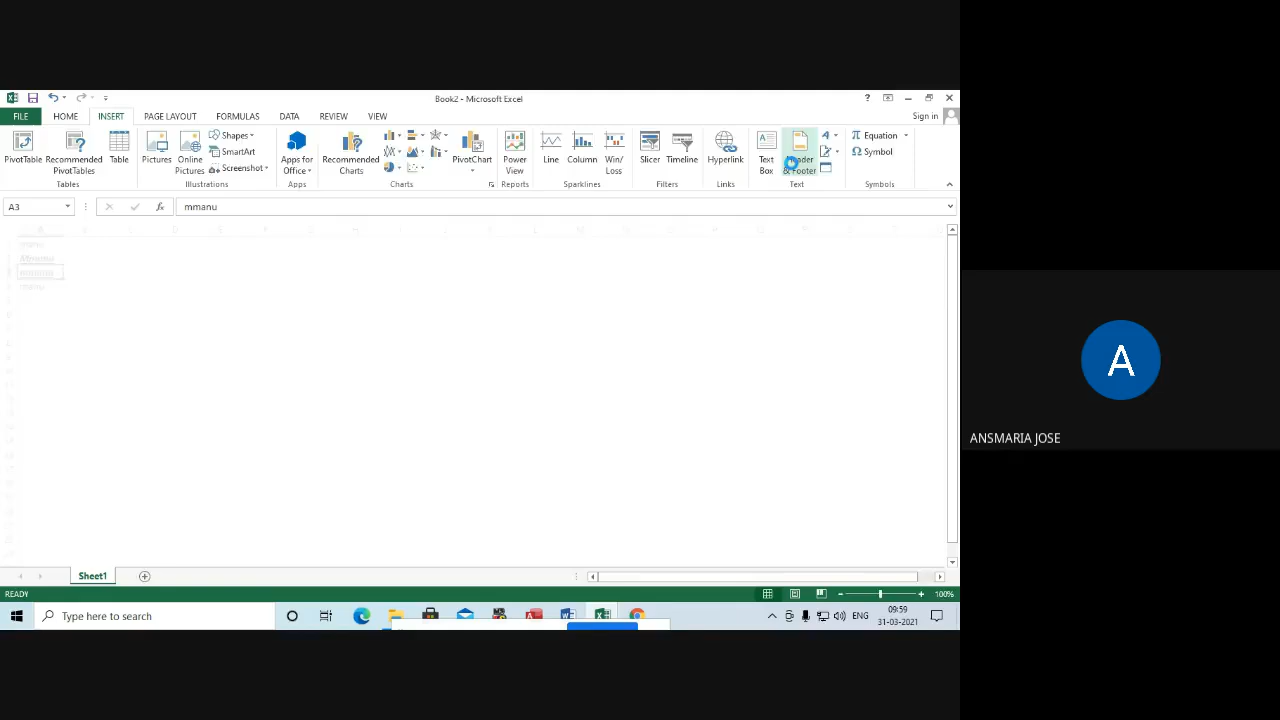 Book2 - Microsoft Excel
FILE HOME INSERT PAGE LAYOUT FORMULAS DATA REVIEW VIEW Sign in
PivotTable Recommended PivotTables Table Pictures Online Pictures Shapes SmartArt Screenshot Apps for Office Recommended Charts PivotChart Power View Line Column Win/ Loss Slicer Timeline Hyperlink Text Box Header & Footer Equation Symbol
Tables Illustrations Apps Charts Reports Sparklines Filters Links Text Symbols
A3 fx mmanu
manu
Sheet1
READY 100%
Type here to search ENG 09:59
31-03-2021
A
ANSMARIA JOSE